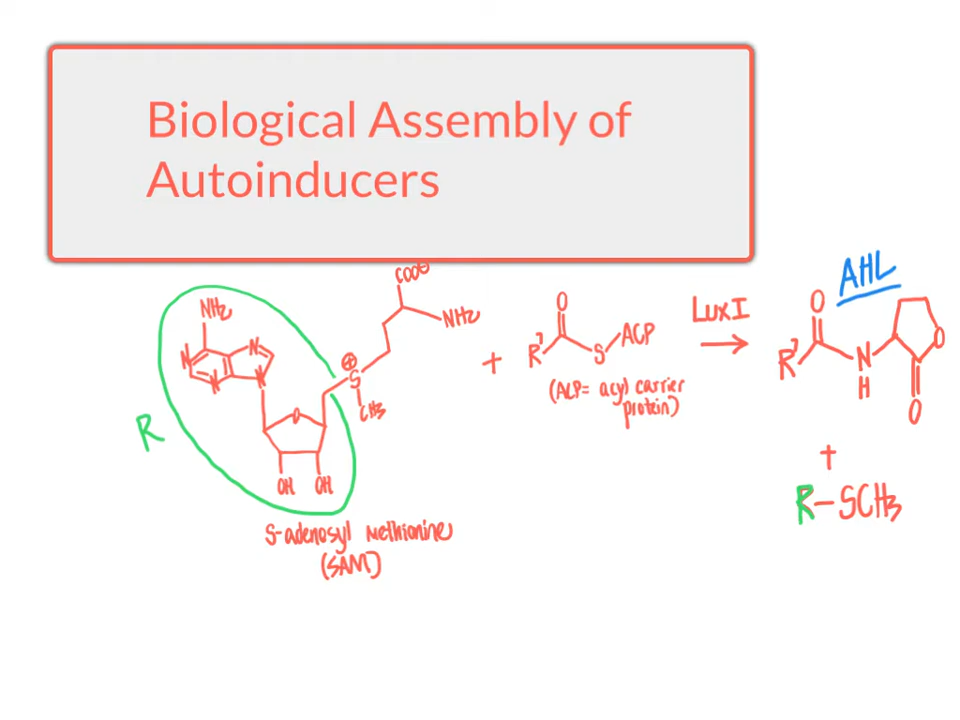 Biological Assembly of
Autoinducers
COO⊖
NH₂
N
N
N
N
NH₂
⊕
S
CH₃
O
OH
OH
R
S-adenosyl methionine
(SAM)
+
O
R'
S
ACP
(ACP = acyl carrier
protein)
LuxI
→
AHL
O
R'
N
H
O
O
+
R-SCH₃